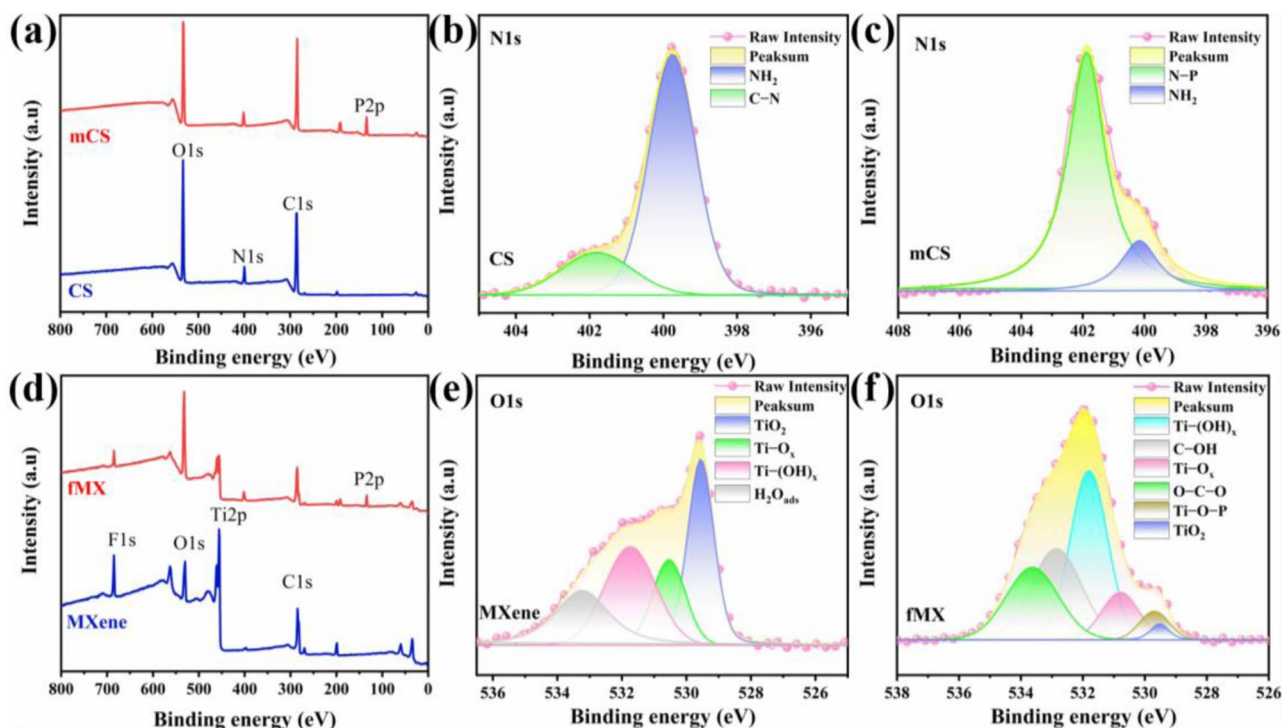 (a)
Intensity (a.u)
P2p
mCS
O1s
C1s
N1s
CS
800 700 600 500 400 300 200 100 0
Binding energy (eV)
(b)
Intensity (a.u)
N1s
Raw Intensity
Peaksum
NH₂
C−N
CS
404 402 400 398 396
Binding energy (eV)
(c)
Intensity (a.u)
N1s
Raw Intensity
Peaksum
N−P
NH₂
mCS
408 406 404 402 400 398 396
Binding energy (eV)
(d)
Intensity (a.u)
P2p
fMX
Ti2p
F1s
O1s
C1s
MXene
800 700 600 500 400 300 200 100 0
Binding energy (eV)
(e)
Intensity (a.u)
O1s
Raw Intensity
Peaksum
TiO₂
Ti−Oₓ
Ti−(OH)ₓ
H₂Oₐdₛ
MXene
536 534 532 530 528 526
Binding energy (eV)
(f)
Intensity (a.u)
O1s
Raw Intensity
Peaksum
Ti−(OH)ₓ
C−OH
Ti−Oₓ
O−C−O
Ti−O−P
TiO₂
fMX
538 536 534 532 530 528 526
Binding energy (eV)